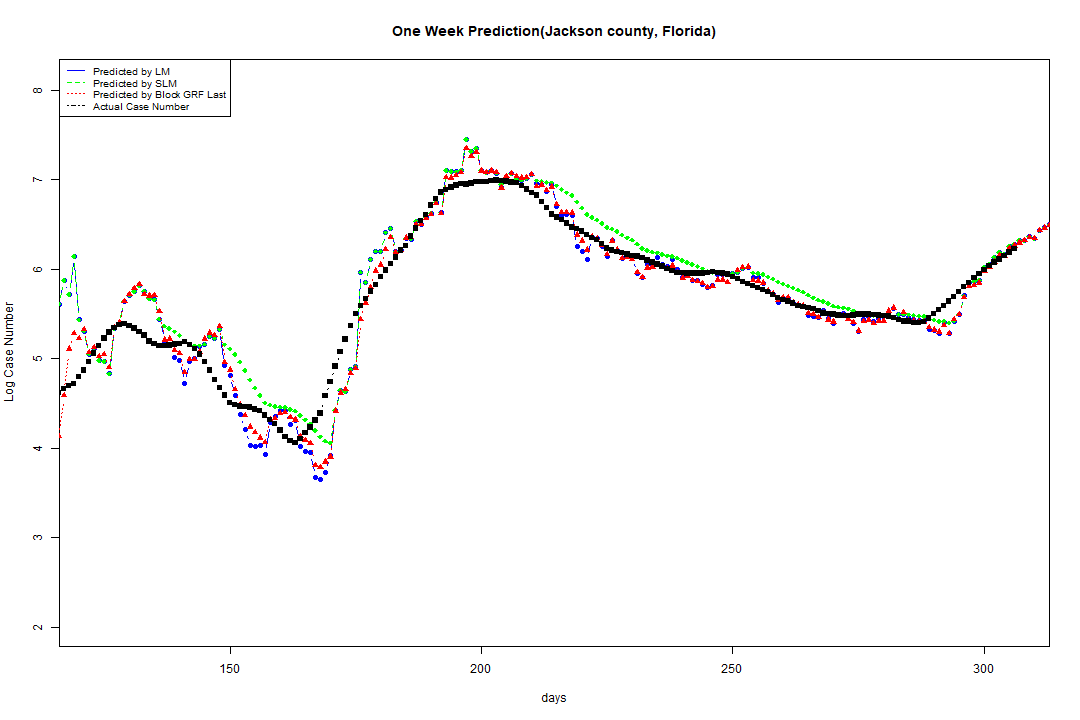 One Week Prediction(Jackson county, Florida)
Predicted by LM
Predicted by SLM
Predicted by Block GRF Last
Actual Case Number
8
7
6
5
4
3
2
Log Case Number
150 200 250 300
days